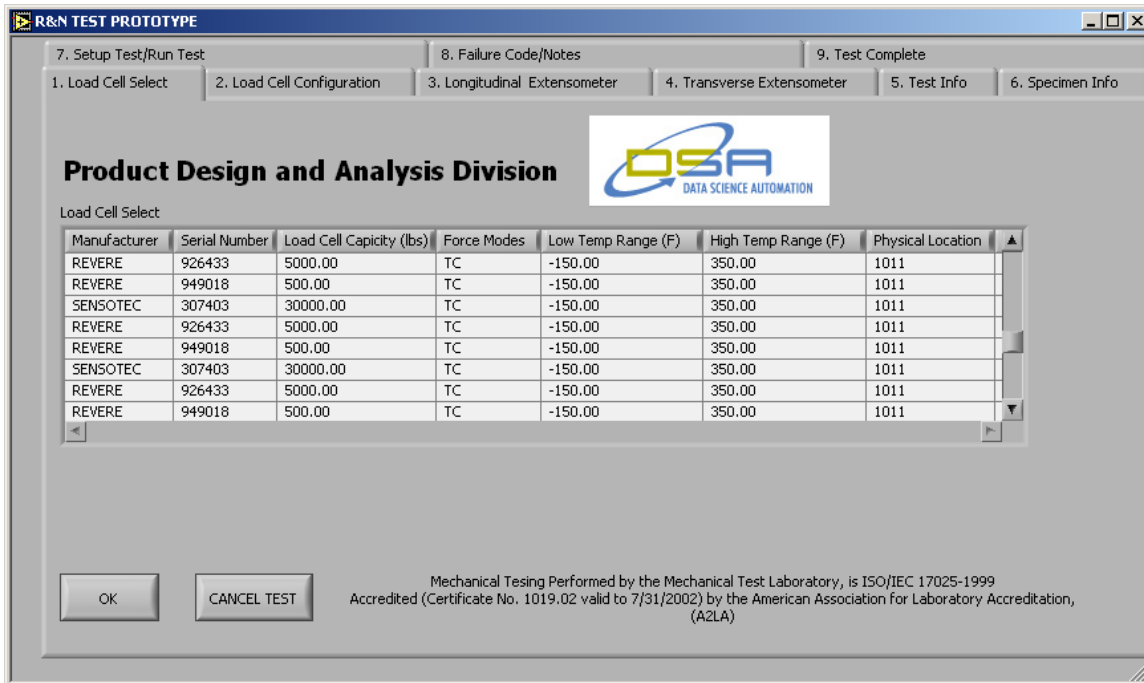 R&N TEST PROTOTYPE
7. Setup Test/Run Test 8. Failure Code/Notes 9. Test Complete
1. Load Cell Select 2. Load Cell Configuration 3. Longitudinal Extensometer 4. Transverse Extensometer 5. Test Info 6. Specimen Info
Product Design and Analysis Division
DSA
DATA SCIENCE AUTOMATION
Load Cell Select
Manufacturer Serial Number Load Cell Capicity (lbs) Force Modes Low Temp Range (F) High Temp Range (F) Physical Location
REVERE 926433 5000.00 TC -150.00 350.00 1011
REVERE 949018 500.00 TC -150.00 350.00 1011
SENSOTEC 307403 30000.00 TC -150.00 350.00 1011
REVERE 926433 5000.00 TC -150.00 350.00 1011
REVERE 949018 500.00 TC -150.00 350.00 1011
SENSOTEC 307403 30000.00 TC -150.00 350.00 1011
REVERE 926433 5000.00 TC -150.00 350.00 1011
REVERE 949018 500.00 TC -150.00 350.00 1011
OK CANCEL TEST
Mechanical Tesing Performed by the Mechanical Test Laboratory, is ISO/IEC 17025-1999
Accredited (Certificate No. 1019.02 valid to 7/31/2002) by the American Association for Laboratory Accreditation,
(A2LA)